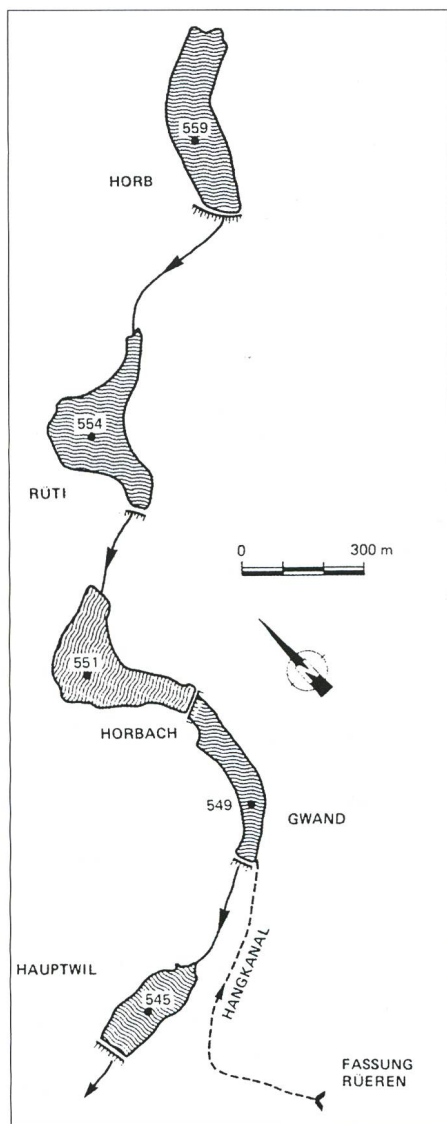 559
HORB
554
RÜTI
0 300 m
551
HORBACH
549
GWAND
HAUPTWIL
545
HANGKANAL
FASSUNG
RÜEREN